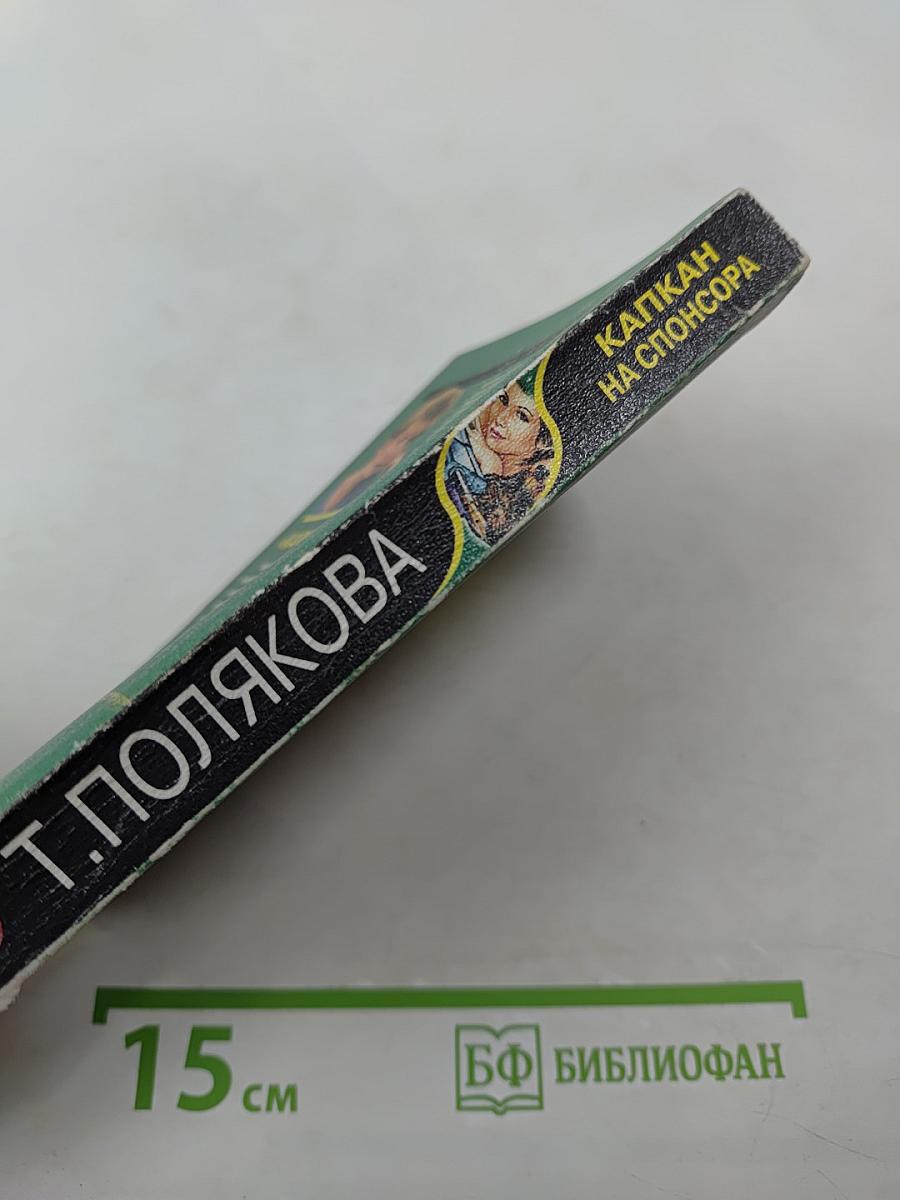 Т.ПОЛЯКОВА
КАПКАН
НА СПОНСОРА
15 см
БФ БИБЛИОФАН